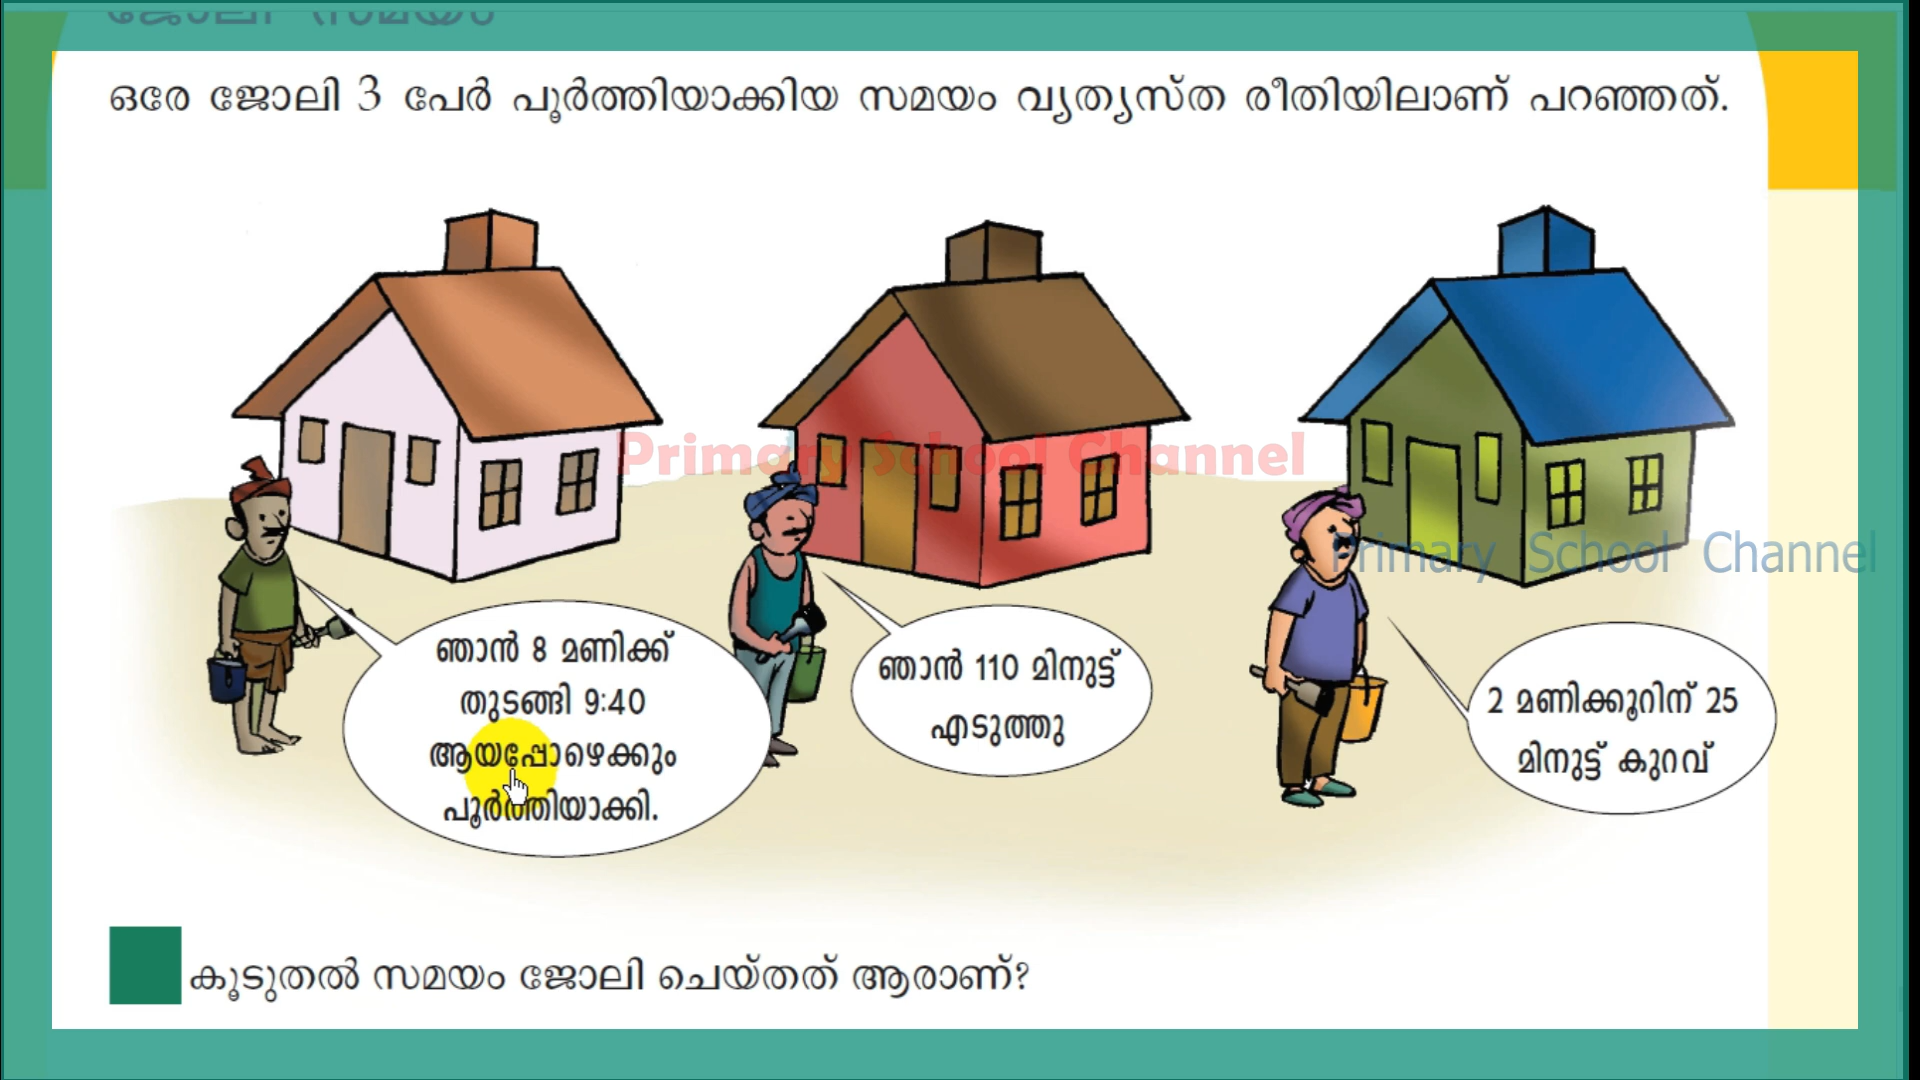 ജോലി സമയം
ഒരേ ജോലി 3 പേർ പൂർത്തിയാക്കിയ സമയം വ്യത്യസ്ത രീതിയിലാണ് പറഞ്ഞത്.
Primary School Channel
Primary School Channel
ഞാൻ 8 മണിക്ക്
തുടങ്ങി 9:40
ആയപ്പോഴെക്കും
പൂർത്തിയാക്കി.
ഞാൻ 110 മിനുട്ട്
എടുത്തു
2 മണിക്കൂറിന് 25
മിനുട്ട് കുറവ്
കൂടുതൽ സമയം ജോലി ചെയ്തത് ആരാണ്?